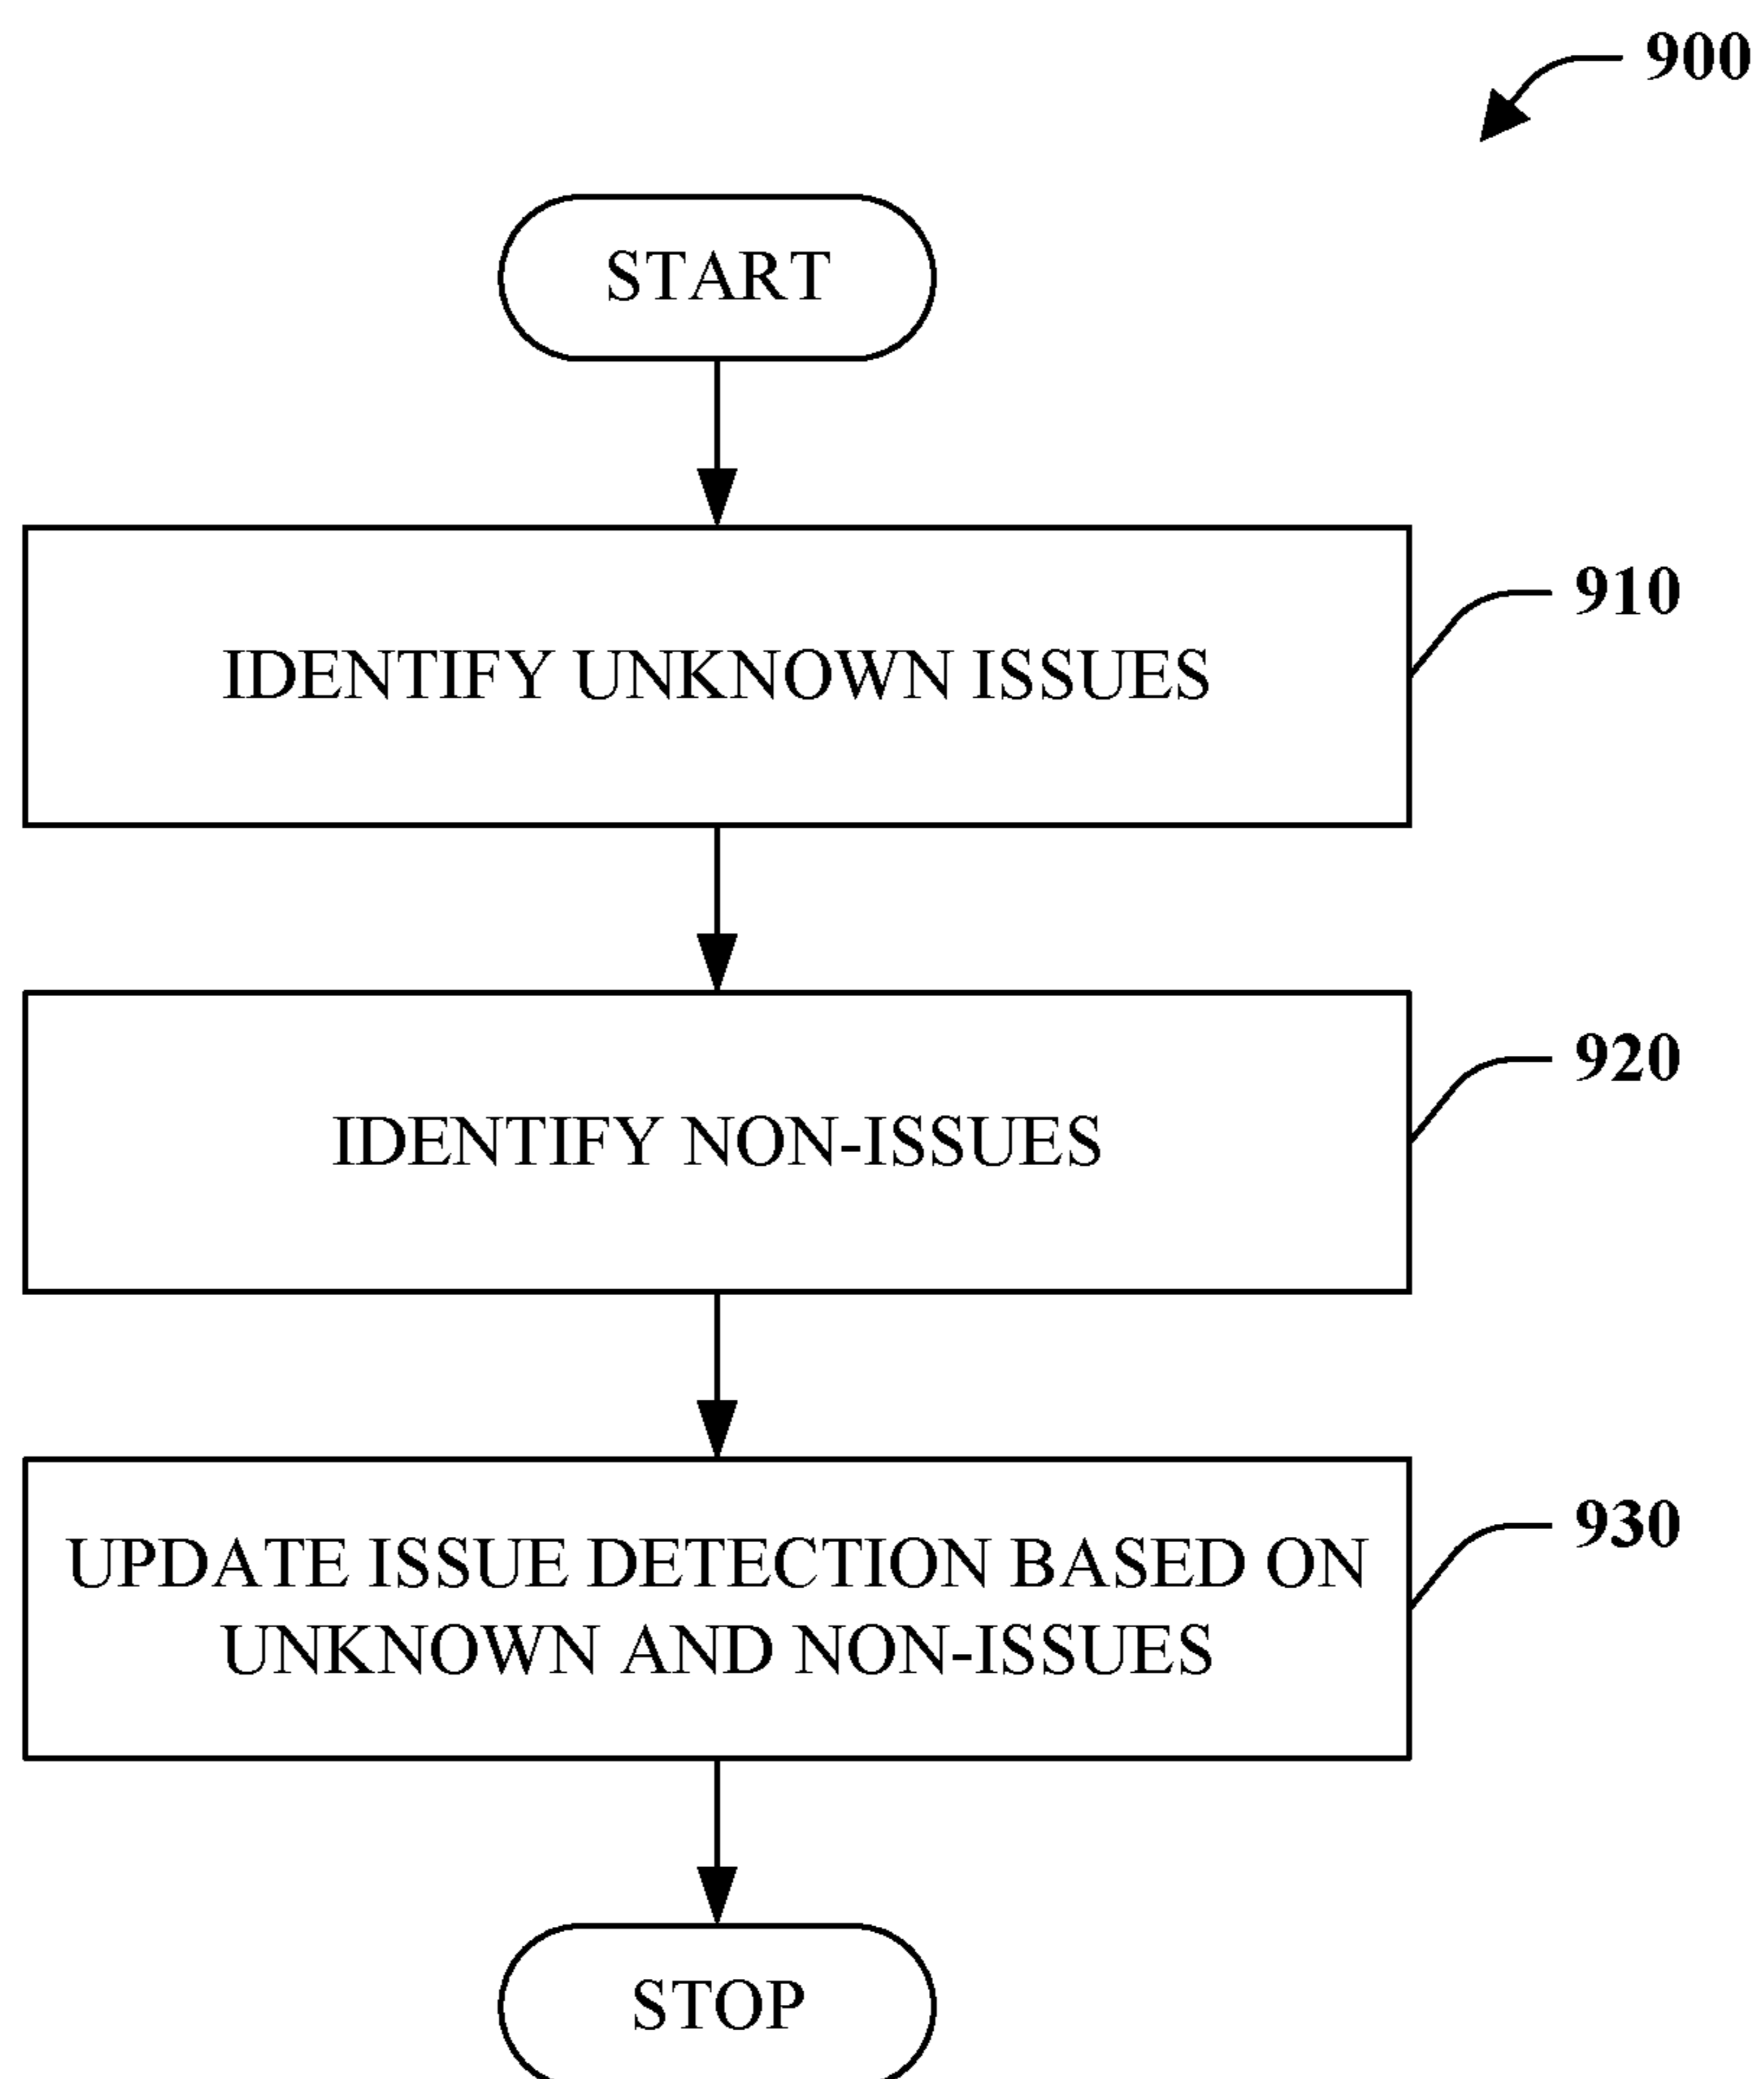 900
START
IDENTIFY UNKNOWN ISSUES
910
IDENTIFY NON-ISSUES
920
UPDATE ISSUE DETECTION BASED ON
UNKNOWN AND NON-ISSUES
930
STOP